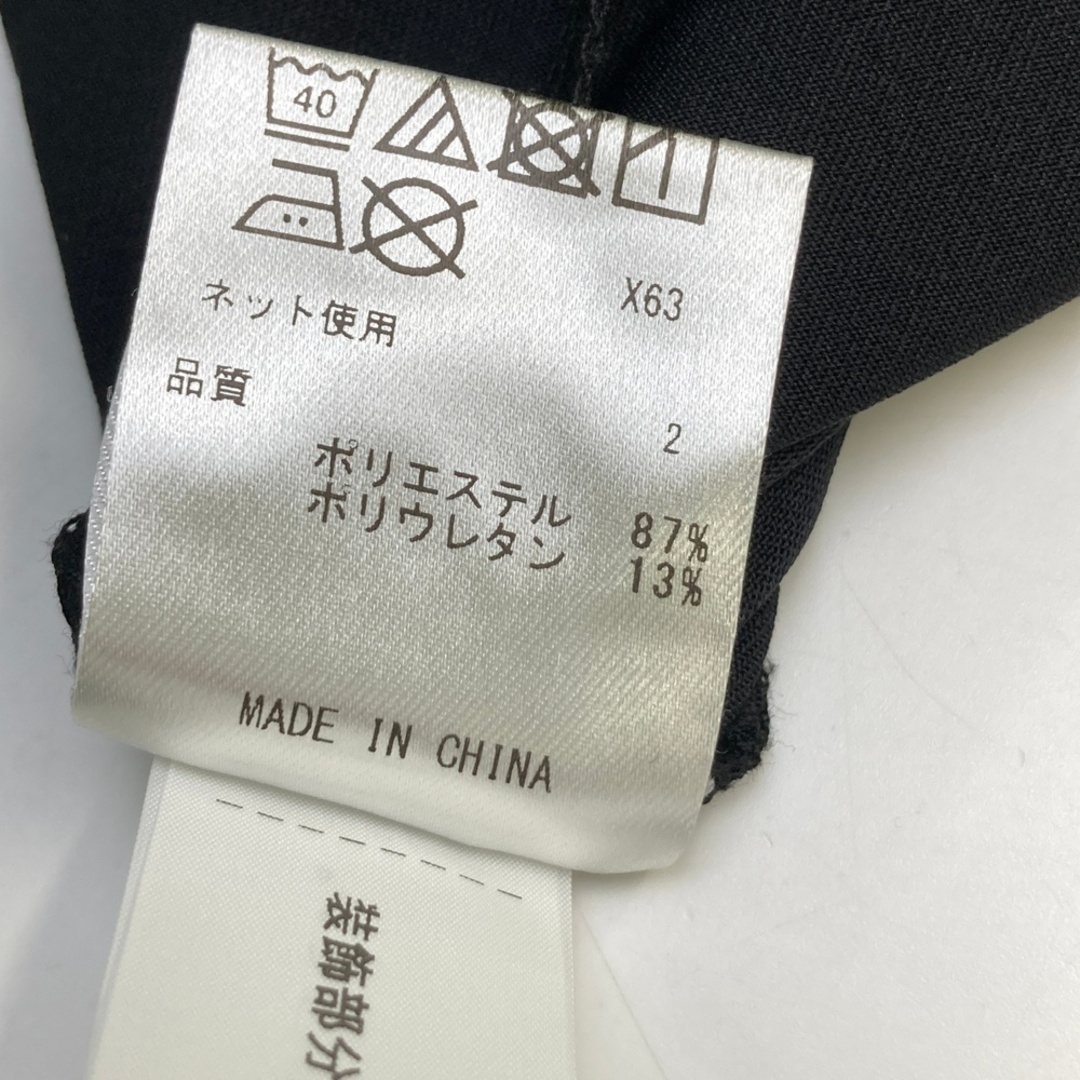 40
ネット使用
X63
品質
2
ポリエステル 87%
ポリウレタン 13%
MADE IN CHINA
装飾部分